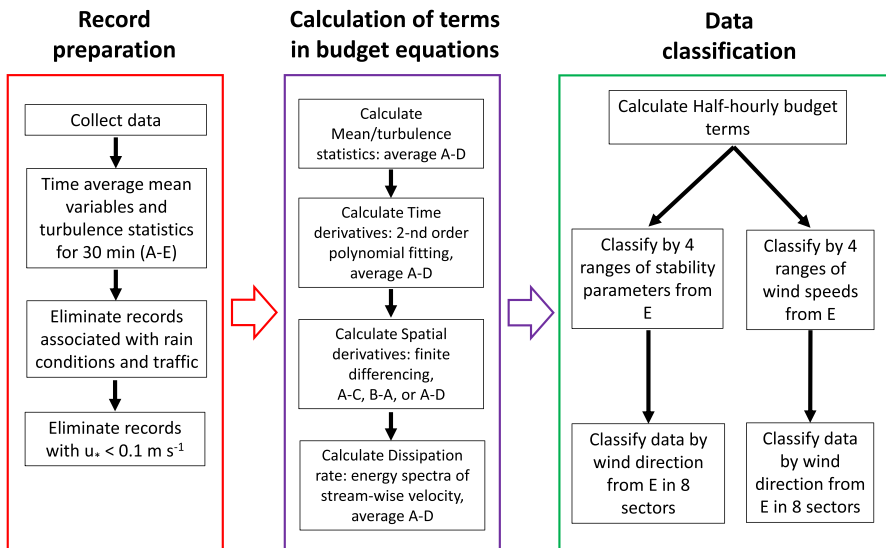 Record
preparation
Collect data
Time average mean
variables and
turbulence statistics
for 30 min (A-E)
Eliminate records
associated with rain
conditions and traffic
Eliminate records
with u* < 0.1 m s⁻¹
Calculation of terms
in budget equations
Calculate
Mean/turbulence
statistics: average A-D
Calculate Time
derivatives: 2-nd order
polynomial fitting,
average A-D
Calculate Spatial
derivatives: finite
differencing,
A-C, B-A, or A-D
Calculate Dissipation
rate: energy spectra of
stream-wise velocity,
average A-D
Data
classification
Calculate Half-hourly budget
terms
Classify by 4
ranges of stability
parameters from
E
Classify by 4
ranges of
wind speeds
from E
Classify data by
wind direction
from E in 8
sectors
Classify data
by wind
direction from
E in 8 sectors